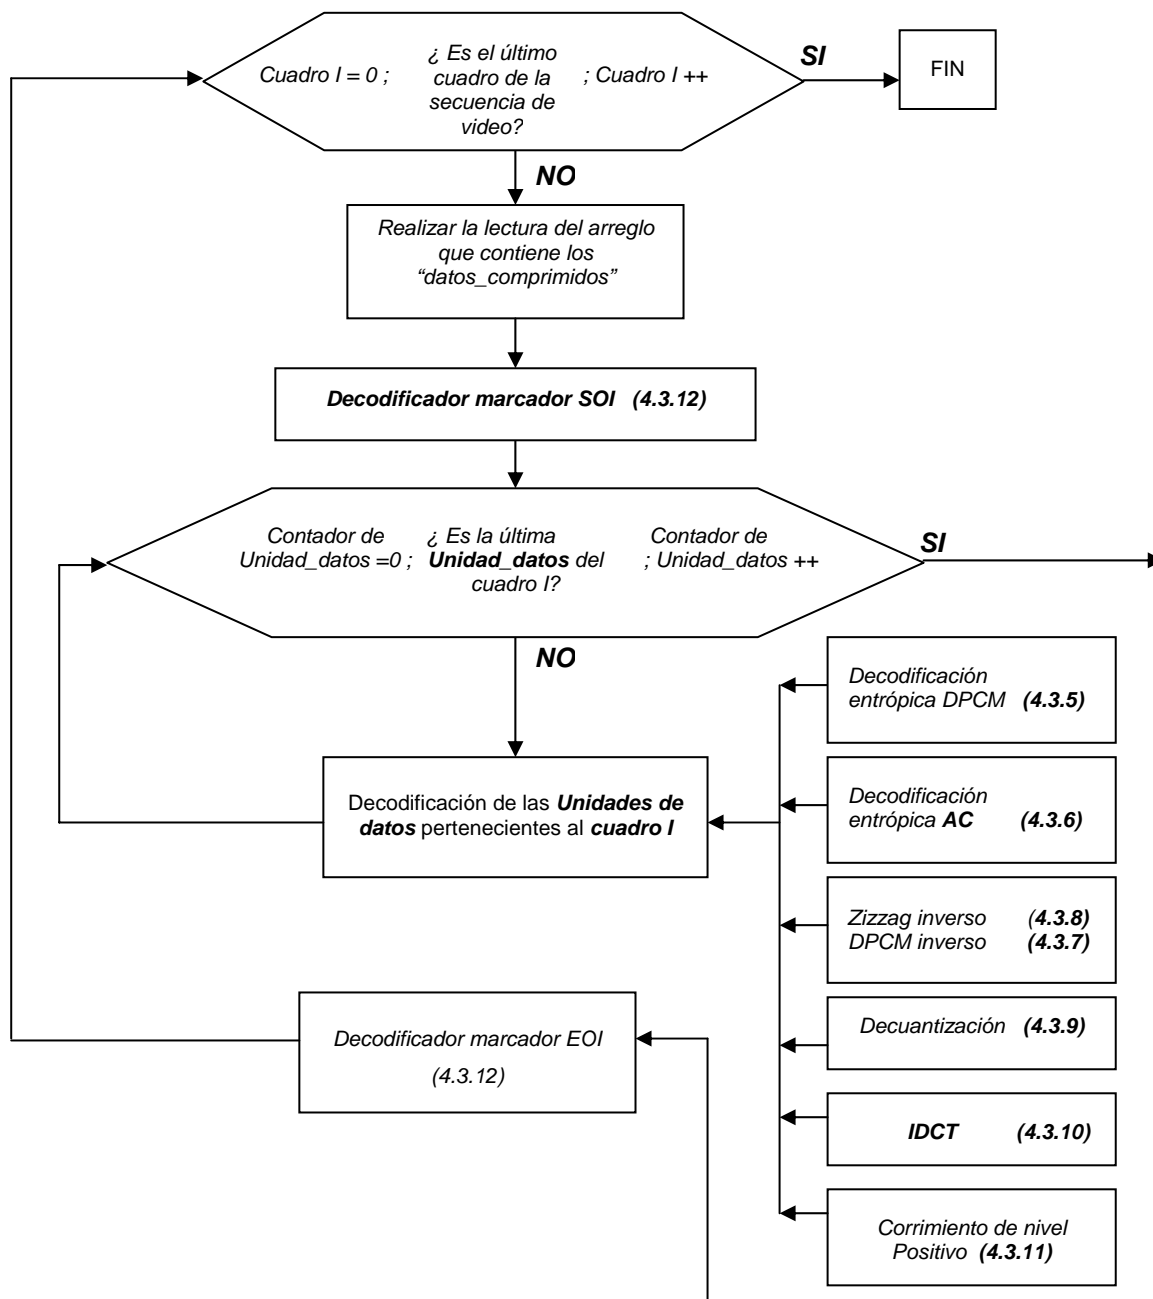 ¿ Es el último
Cuadro I = 0 ; cuadro de la ; Cuadro I ++
secuencia de
video?
SI
FIN
NO
Realizar la lectura del arreglo
que contiene los
“datos_comprimidos”
Decodificador marcador SOI (4.3.12)
Contador de ¿ Es la última Contador de
Unidad_datos =0 ; Unidad_datos del ; Unidad_datos ++
cuadro I?
SI
NO
Decodificación
entrópica DPCM (4.3.5)
Decodificación de las Unidades de
datos pertenecientes al cuadro I
Decodificación
entrópica AC (4.3.6)
Zizzag inverso (4.3.8)
DPCM inverso (4.3.7)
Decuantización (4.3.9)
Decodificador marcador EOI
(4.3.12)
IDCT (4.3.10)
Corrimiento de nivel
Positivo (4.3.11)